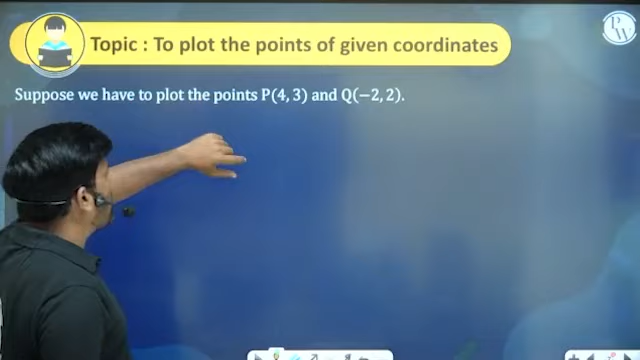 Topic : To plot the points of given coordinates
PW
Suppose we have to plot the points P(4, 3) and Q(−2, 2).